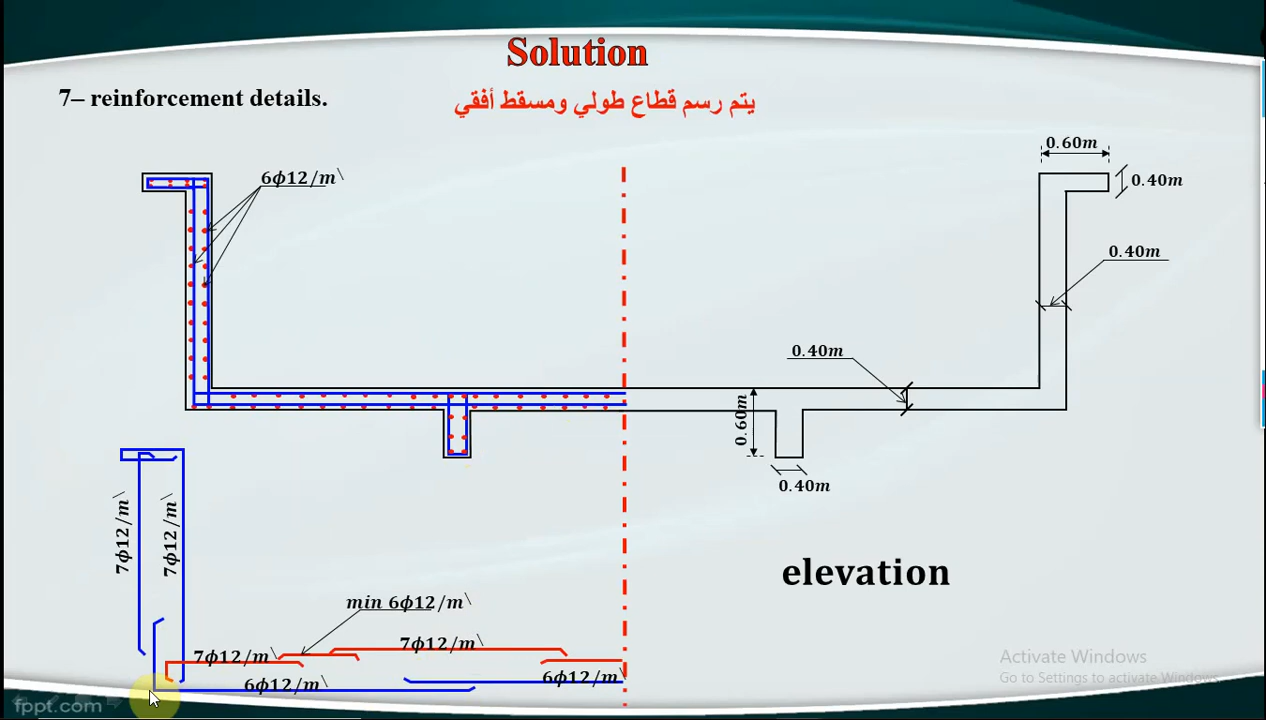 Solution
7– reinforcement details.
يتم رسم قطاع طولي ومسقط أفقي
0.60m
6ϕ12/m\
0.40m
0.40m
0.40m
0.60m
0.40m
7ϕ12/m\
7ϕ12/m\
elevation
min 6ϕ12/m\
7ϕ12/m\
7ϕ12/m\
6ϕ12/m\
6ϕ12/m\
Activate Windows
Go to Settings to activate Windows.
fppt.com